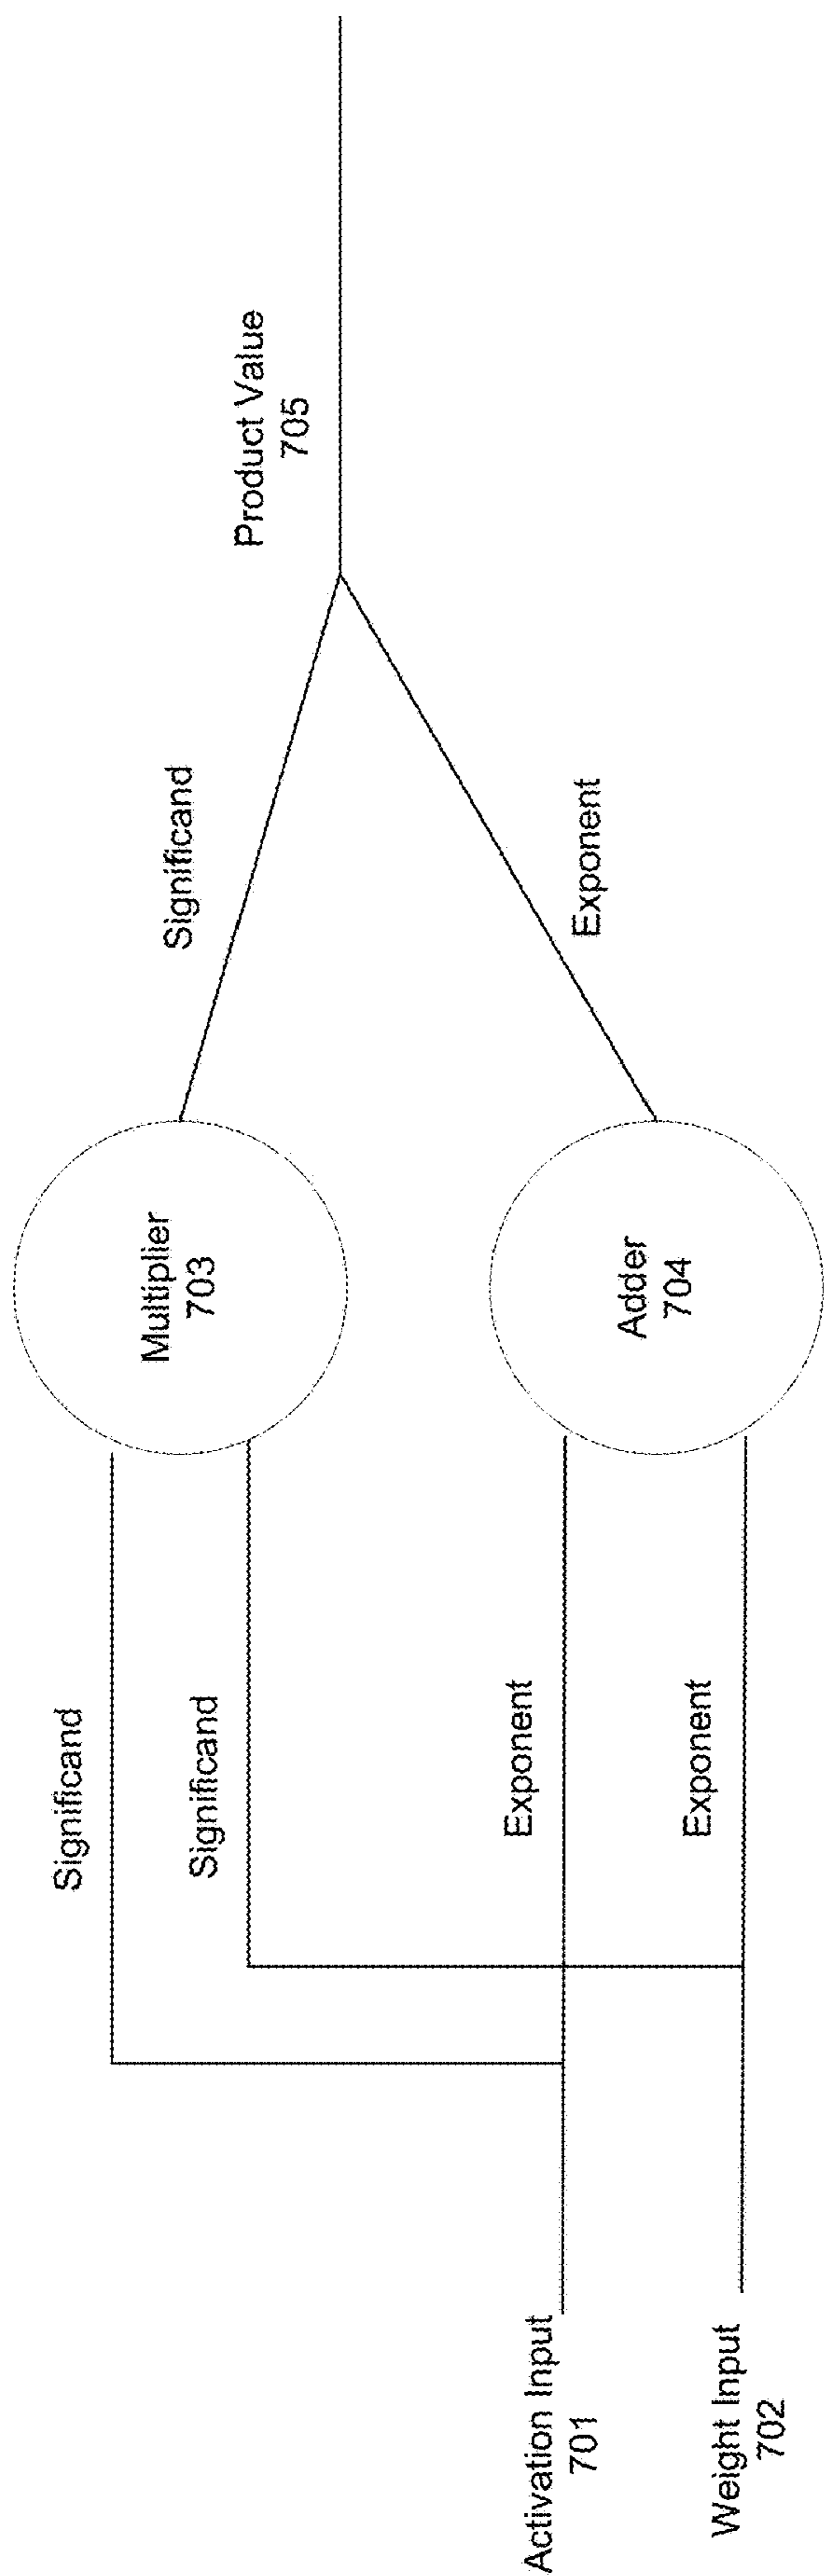 Significand
Significand
Multiplier
703
Significand
Product Value
705
Activation Input
701
Exponent
Weight Input
702
Exponent
Adder
704
Exponent